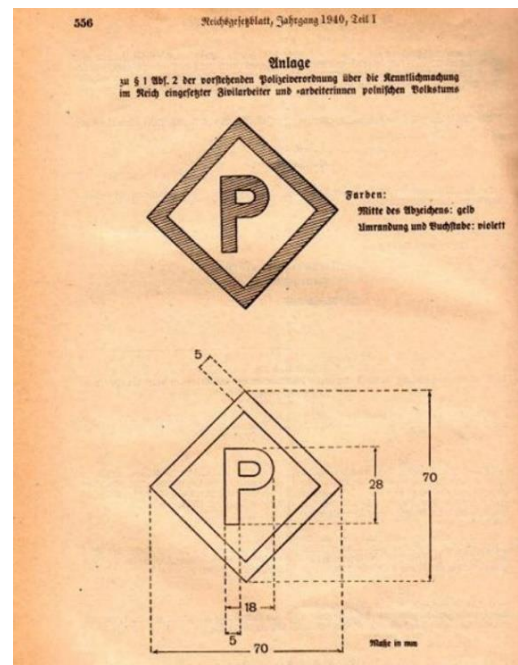 556
Reichsgesetzblatt, Jahrgang 1940, Teil I
Anlage
zu § 1 Abs. 2 der vorstehenden Polizeiverordnung über die Kenntlichmachung
im Reich eingesetzter Zivilarbeiter und -arbeiterinnen polnischen Volkstums
P
Farben:
Mitte des Abzeichens: gelb
Umrandung und Buchstabe: violett
5
P
28
70
18
5
70
Maße in mm